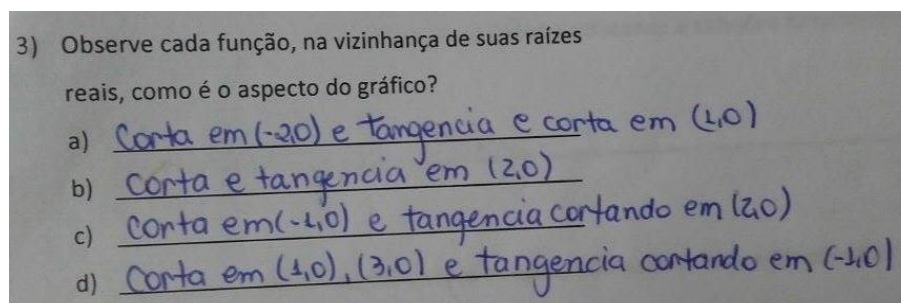 3) Observe cada função, na vizinhança de suas raízes
reais, como é o aspecto do gráfico?
a) Corta em (-2,0) e tangencia e corta em (1,0)
b) Corta e tangencia em (2,0)
c) Corta em (-1,0) e tangencia cortando em (2,0)
d) Corta em (1,0), (3,0) e tangencia cortando em (-1,0)